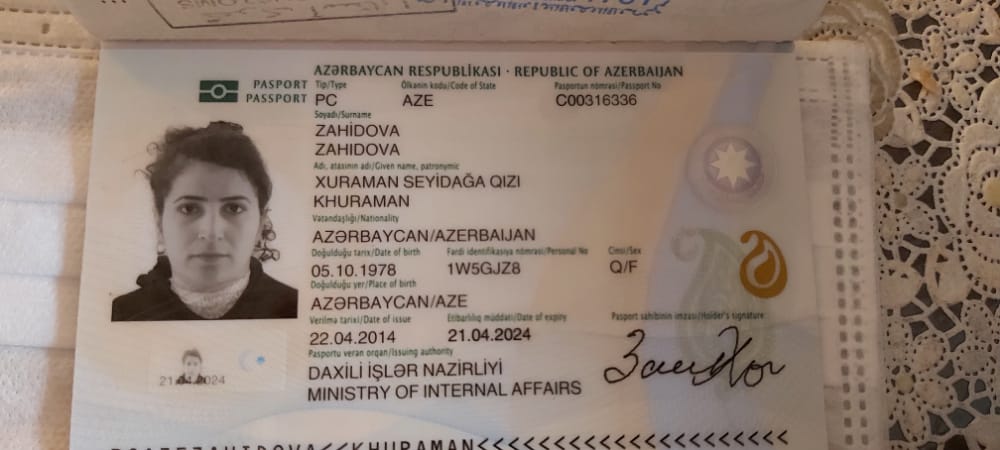 AZƏRBAYCAN RESPUBLİKASI · REPUBLIC OF AZERBAIJAN
PASPORT
PASSPORT
Tip/Type Ölkənin kodu/Code of State Pasportun nömrəsi/Passport No
PC AZE C00316336
Soyadı/Surname
ZAHİDOVA
ZAHIDOVA
Adı, atasının adı/Given name, patronymic
XURAMAN SEYİDAĞA QIZI
KHURAMAN
Vətəndaşlığı/Nationality
AZƏRBAYCAN/AZERBAIJAN
Doğulduğu tarix/Date of birth Fərdi identifikasiya nömrəsi/Personal No Cinsi/Sex
05.10.1978 1W5GJZ8 Q/F
Doğulduğu yer/Place of birth
AZƏRBAYCAN/AZE
Verilmə tarixi/Date of issue Etibarlılıq müddəti/Date of expiry Pasport sahibinin imzası/Holder's signature
22.04.2014 21.04.2024
Pasportu verən orqan/Issuing authority
DAXİLİ İŞLƏR NAZİRLİYİ
MINISTRY OF INTERNAL AFFAIRS
21.04.2024